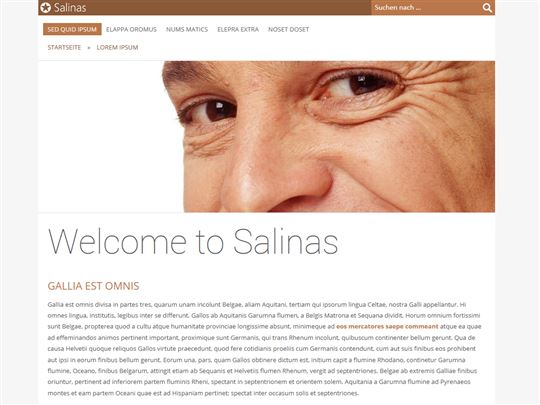 Salinas
Suchen nach ...
SED QUID IPSUM ELAPPA OROMUS NUMS MATICS ELEPRA EXTRA NOSET DOSET
STARTSEITE » LOREM IPSUM
Welcome to Salinas
GALLIA EST OMNIS
Gallia est omnis divisa in partes tres, quarum unam incolunt Belgae, aliam Aquitani, tertiam qui ipsorum lingua Celtae, nostra Galli appellantur. Hi
omnes lingua, institutis, legibus inter se differunt. Gallos ab Aquitanis Garumna flumen, a Belgis Matrona et Sequana dividit. Horum omnium fortissimi
sunt Belgae, propterea quod a cultu atque humanitate provinciae longissime absunt, minimeque ad eos mercatores saepe commeant atque ea quae
ad effeminandos animos pertinent important, proximique sunt Germanis, qui trans Rhenum incolunt, quibuscum continenter bellum gerunt. Qua de
causa Helvetii quoque reliquos Gallos virtute praecedunt, quod fere cotidianis proeliis cum Germanis contendunt, cum aut suis finibus eos prohibent
aut ipsi in eorum finibus bellum gerunt. Eorum una, pars, quam Gallos obtinere dictum est, initium capit a flumine Rhodano, continetur Garumna
flumine, Oceano, finibus Belgarum, attingit etiam ab Sequanis et Helvetiis flumen Rhenum, vergit ad septentriones. Belgae ab extremis Galliae finibus
oriuntur, pertinent ad inferiorem partem fluminis Rheni, spectant in septentrionem et orientem solem. Aquitania a Garumna flumine ad Pyrenaeos
montes et eam partem Oceani quae est ad Hispaniam pertinet; spectat inter occasum solis et septentriones.